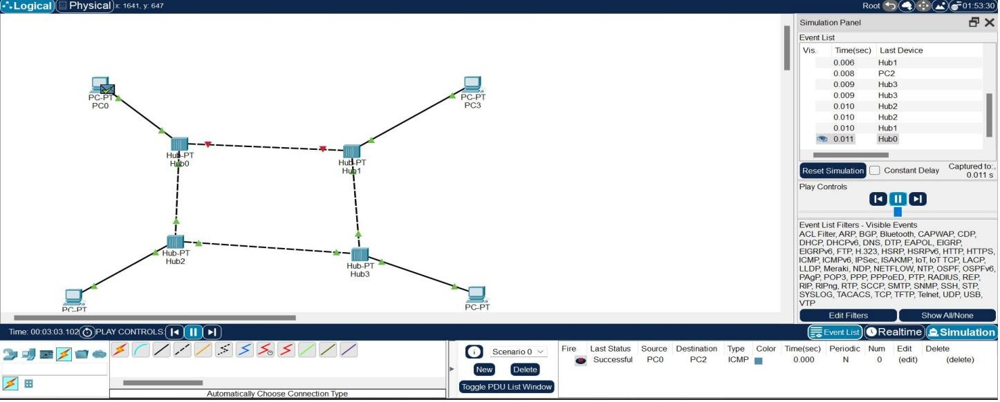 Logical Physical x: 1641, y: 647 Root 01:53:30
Simulation Panel
Event List
Vis. Time(sec) Last Device
0.006 Hub1
0.008 PC2
0.009 Hub3
0.009 Hub3
0.010 Hub2
0.010 Hub2
0.010 Hub1
0.011 Hub0
Reset Simulation Constant Delay Captured to:
0.011 s
Play Controls
Event List Filters - Visible Events
ACL Filter, ARP, BGP, Bluetooth, CAPWAP, CDP,
DHCP, DHCPv6, DNS, DTP, EAPOL, EIGRP,
EIGRPv6, FTP, H.323, HSRP, HSRPv6, HTTP, HTTPS,
ICMP, ICMPv6, IPSec, ISAKMP, IoT, IoT TCP, LACP,
LLDP, Meraki, NDP, NETFLOW, NTP, OSPF, OSPFv6,
PAgP, POP3, PPP, PPPoED, PTP, RADIUS, REP,
RIP, RIPng, RTP, SCCP, SMTP, SNMP, SSH, STP,
SYSLOG, TACACS, TCP, TFTP, Telnet, UDP, USB,
VTP
Edit Filters Show All/None
PC-PT
PC0
PC-PT
PC3
Hub-PT
Hub0
Hub-PT
Hub1
Hub-PT
Hub2
Hub-PT
Hub3
PC-PT
PC-PT
Time: 00:03:03.102 PLAY CONTROLS:
Event List Realtime Simulation
Automatically Choose Connection Type
Scenario 0
New Delete
Toggle PDU List Window
Fire Last Status Source Destination Type Color Time(sec) Periodic Num Edit Delete
Successful PC0 PC2 ICMP 0.000 N 0 (edit) (delete)